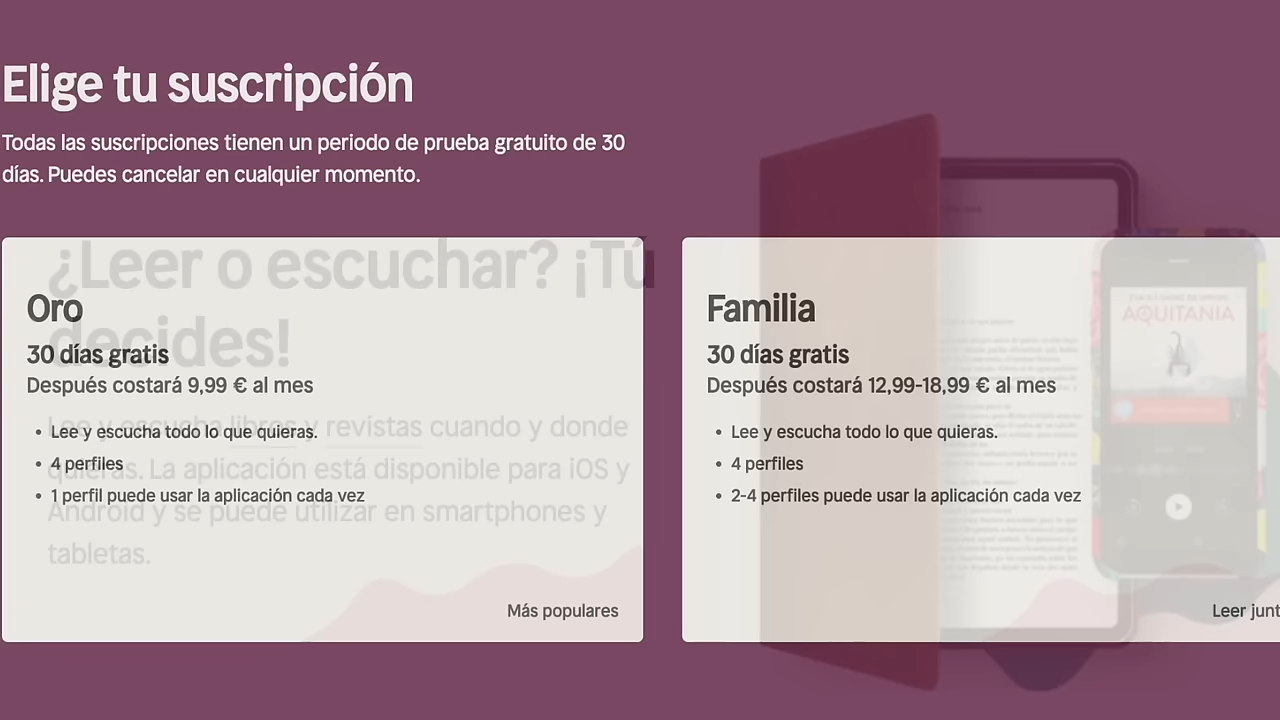 Elige tu suscripción
Todas las suscripciones tienen un periodo de prueba gratuito de 30
días. Puedes cancelar en cualquier momento.
¿Leer o escuchar? ¡Tú
decides!
Lee y escucha libros y revistas cuando y donde
quieras. La aplicación está disponible para iOS y
Android y se puede utilizar en smartphones y
tabletas.
Oro
30 días gratis
Después costará 9,99 € al mes
• Lee y escucha todo lo que quieras.
• 4 perfiles
• 1 perfil puede usar la aplicación cada vez
Más populares
Familia
30 días gratis
Después costará 12,99-18,99 € al mes
• Lee y escucha todo lo que quieras.
• 4 perfiles
• 2-4 perfiles puede usar la aplicación cada vez
Leer junt
AQUITANIA